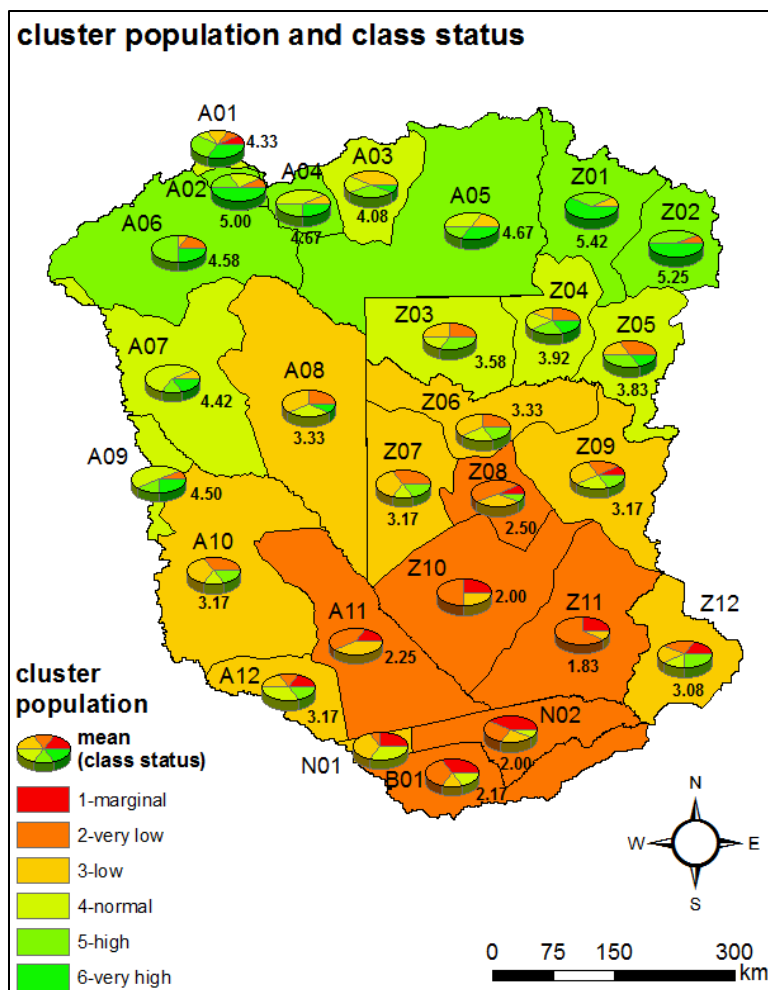 cluster population and class status
A01
4.33
A02
5.00
A04
4.67
A03
4.08
A05
4.67
Z01
5.42
Z02
5.25
A06
4.58
Z03
3.58
Z04
3.92
Z05
3.83
A07
4.42
A08
3.33
Z06
3.33
A09
4.50
Z07
3.17
Z08
2.50
Z09
3.17
A10
3.17
Z10
2.00
A11
2.25
Z11
1.83
Z12
3.08
A12
3.17
N01
B01
2.17
N02
2.00
cluster
population
mean
(class status)
1-marginal
2-very low
3-low
4-normal
5-high
6-very high
N
W
E
S
0 75 150 300
km